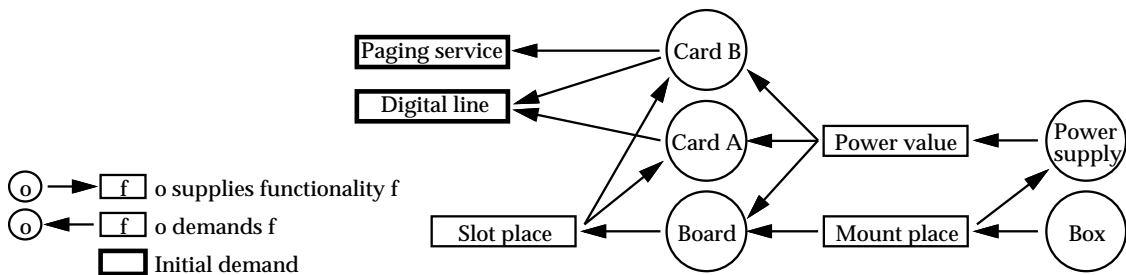 Paging service
Card B
Digital line
Card A
Power value
Power
supply
o f o supplies functionality f
o f o demands f
Slot place
Board
Mount place
Box
Initial demand